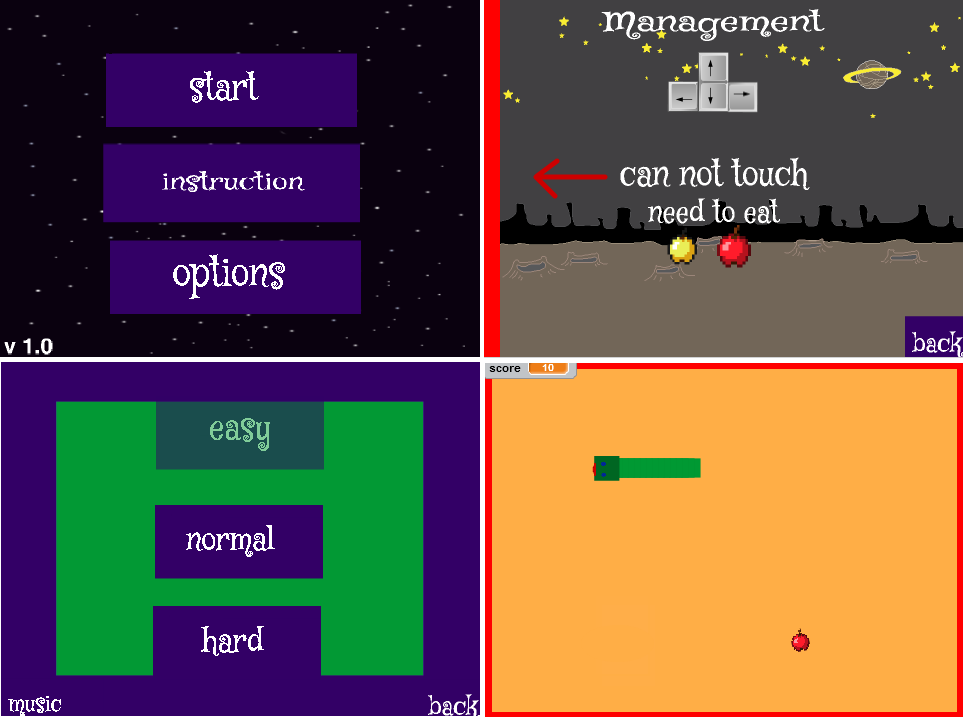 start
instruction
options
v 1.0
Management
can not touch
need to eat
back
easy
normal
hard
music
back
score 10